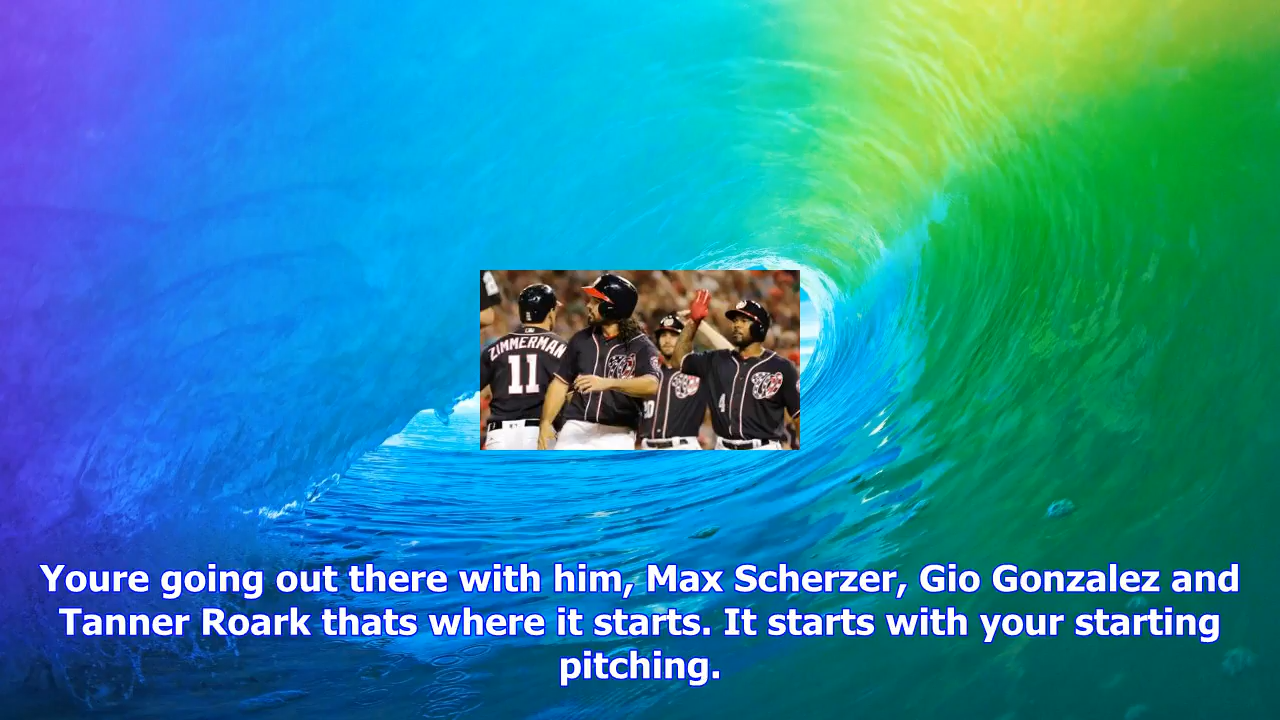 ZIMMERMAN
11
4
Youre going out there with him, Max Scherzer, Gio Gonzalez and
Tanner Roark thats where it starts. It starts with your starting
pitching.